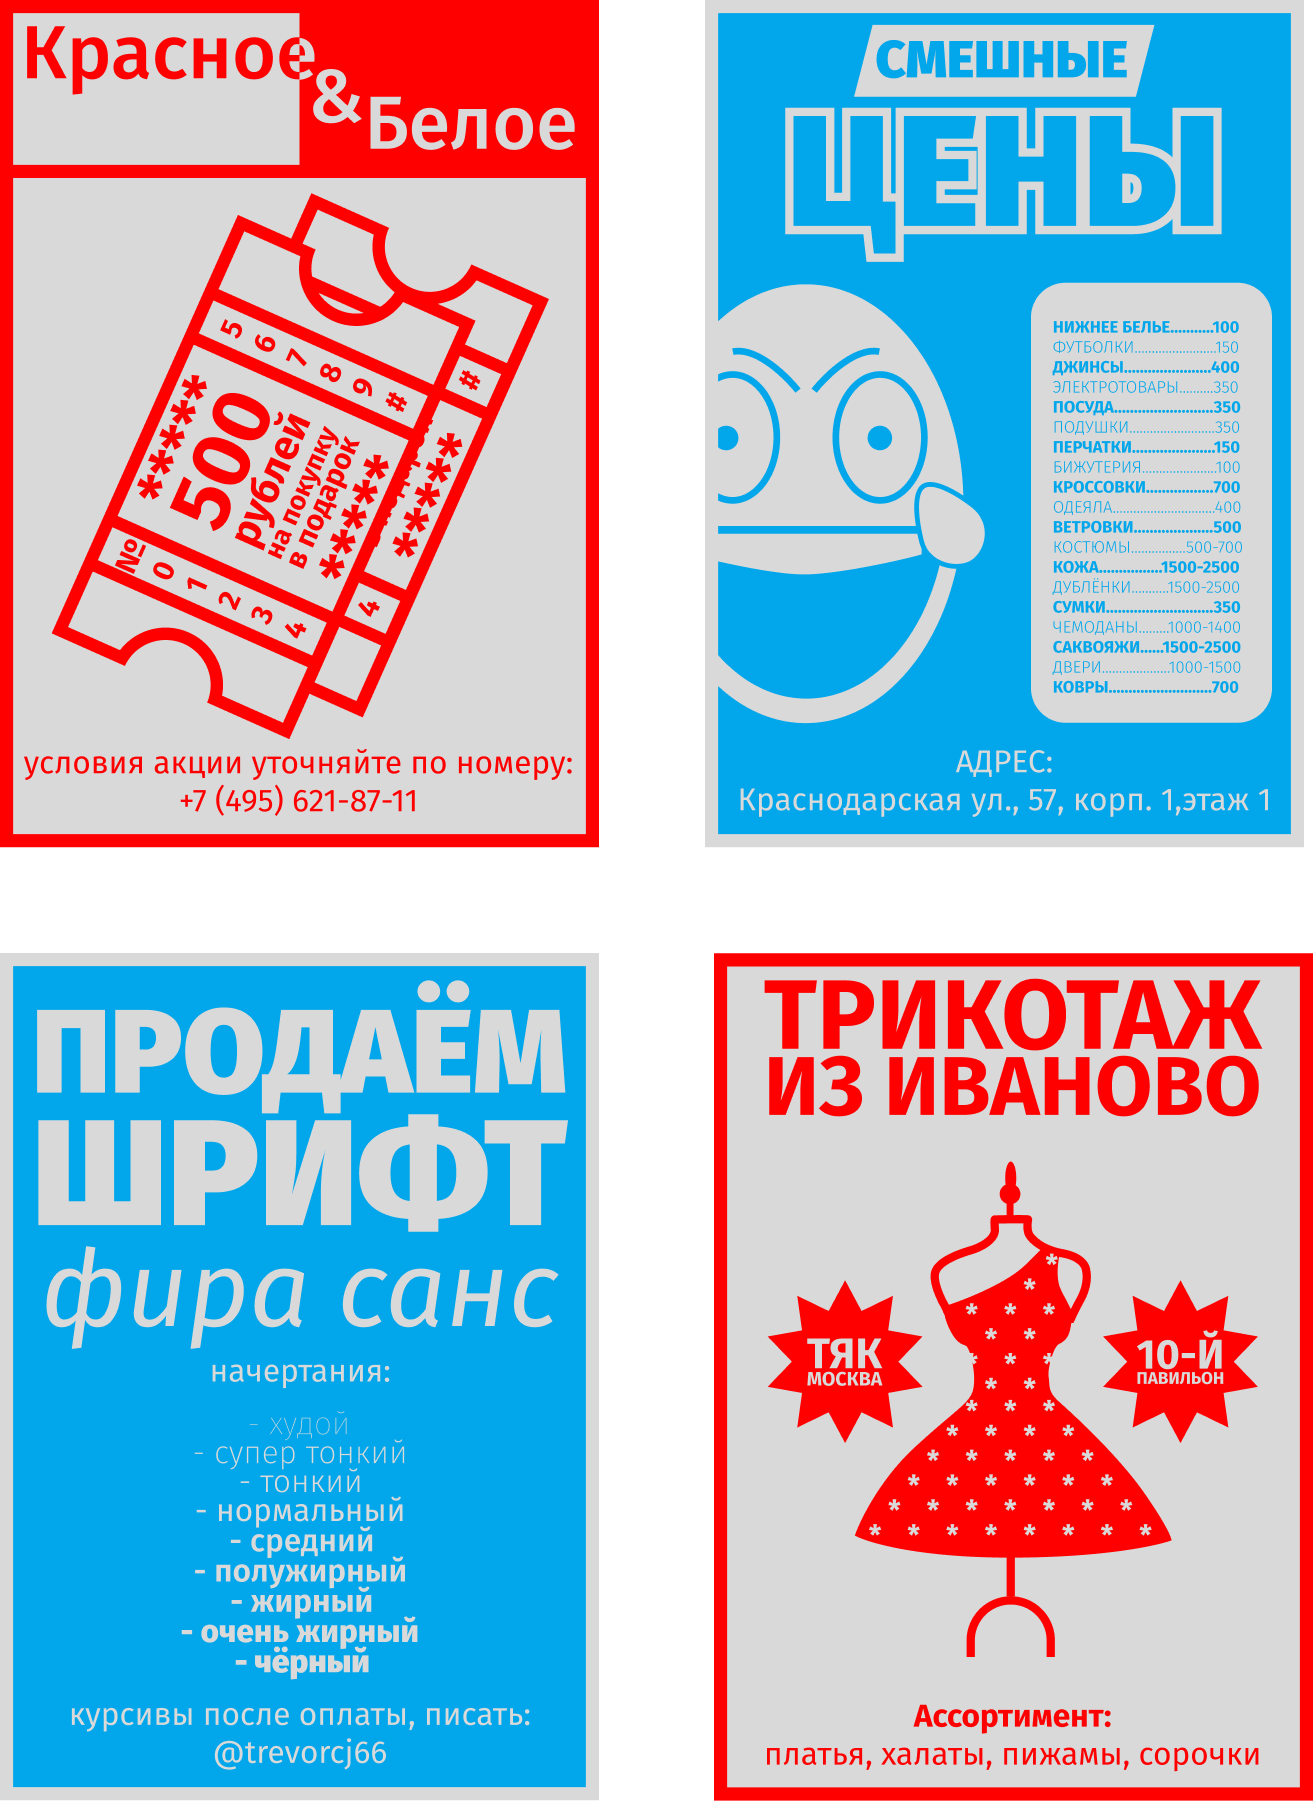 Красное
&
Белое
5 6 7 8 9 #
*****
500
рублей
на покупку
в подарок
******
№ 0 1 2 3 4
#
*****
4
условия акции уточняйте по номеру:
+7 (495) 621-87-11
СМЕШНЫЕ
ЦЕНЫ
НИЖНЕЕ БЕЛЬЕ...........100
ФУТБОЛКИ......................150
ДЖИНСЫ......................400
ЭЛЕКТРОТОВАРЫ.........350
ПОСУДА.........................350
ПОДУШКИ.......................350
ПЕРЧАТКИ.....................150
БИЖУТЕРИЯ....................100
КРОССОВКИ.................700
ОДЕЯЛА...........................400
ВЕТРОВКИ....................500
КОСТЮМЫ...............500-700
КОЖА................1500-2500
ДУБЛЁНКИ..........1500-2500
СУМКИ...........................350
ЧЕМОДАНЫ........1000-1400
САКВОЯЖИ......1500-2500
ДВЕРИ..................1000-1500
КОВРЫ..........................700
АДРЕС:
Краснодарская ул., 57, корп. 1,этаж 1
ПРОДАЁМ
ШРИФТ
фира санс
начертания:
- худой
- супер тонкий
- тонкий
- нормальный
- средний
- полужирный
- жирный
- очень жирный
- чёрный
курсивы после оплаты, писать:
@trevorcj66
ТРИКОТАЖ
ИЗ ИВАНОВО
ТЯК
МОСКВА
10-Й
ПАВИЛЬОН
Ассортимент:
платья, халаты, пижамы, сорочки